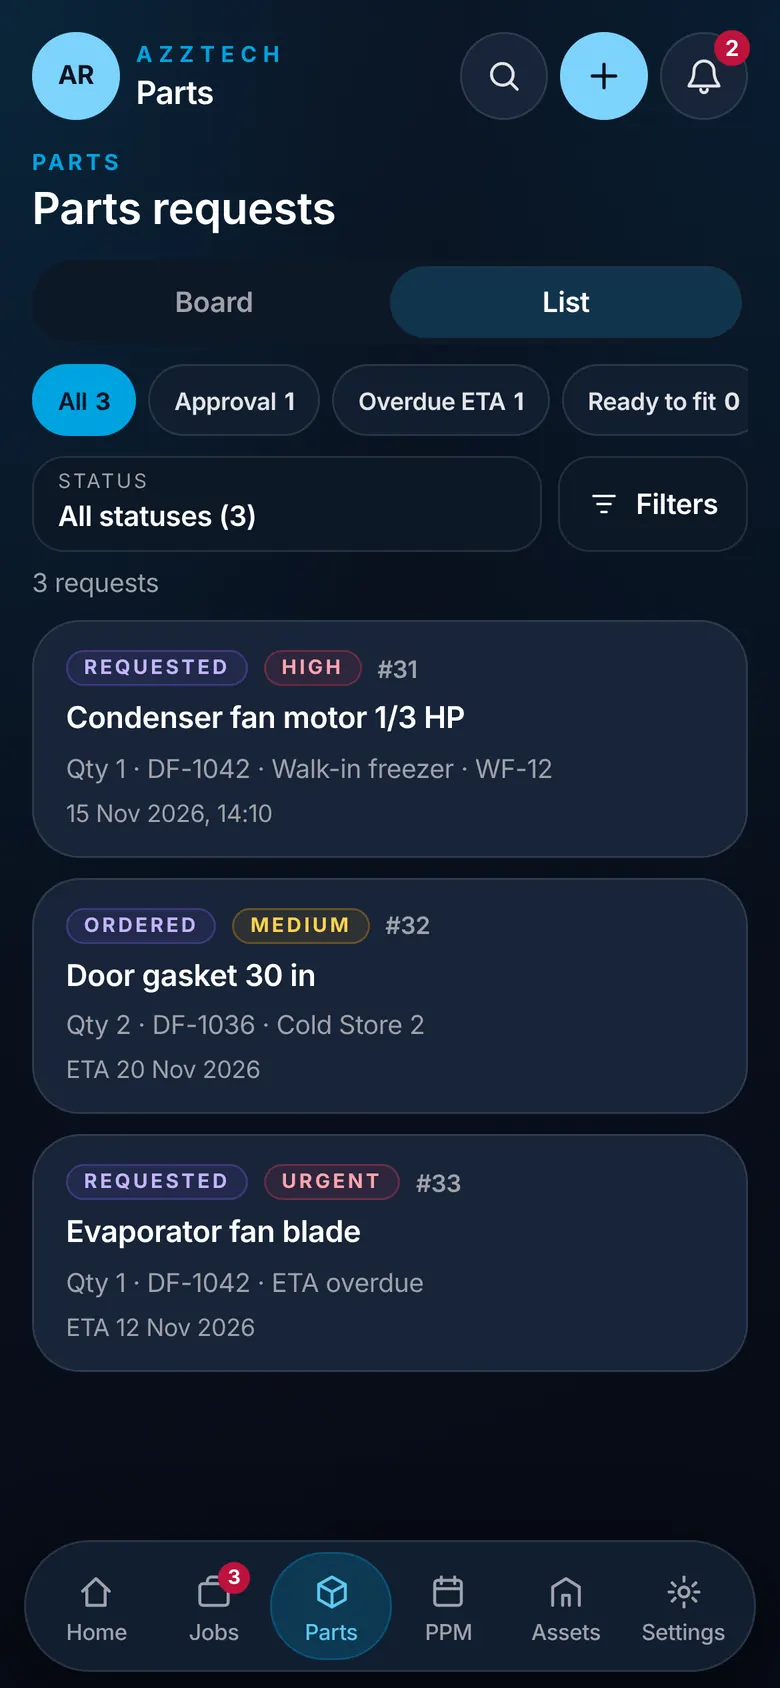 AR
AZZTECH
Parts
2
PARTS
Parts requests
Board
List
All 3
Approval 1
Overdue ETA 1
Ready to fit 0
STATUS
All statuses (3)
Filters
3 requests
REQUESTED HIGH #31
Condenser fan motor 1/3 HP
Qty 1 · DF-1042 · Walk-in freezer · WF-12
15 Nov 2026, 14:10
ORDERED MEDIUM #32
Door gasket 30 in
Qty 2 · DF-1036 · Cold Store 2
ETA 20 Nov 2026
REQUESTED URGENT #33
Evaporator fan blade
Qty 1 · DF-1042 · ETA overdue
ETA 12 Nov 2026
Home
3
Jobs
Parts
PPM
Assets
Settings